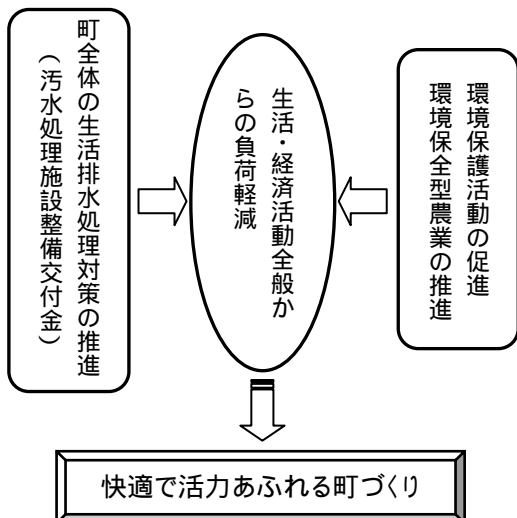 環境保護活動の促進
環境保全型農業の推進
生活・経済活動全般か
らの負荷軽減
町全体の生活排水処理対策の推進
（汚水処理施設整備交付金）
快適で活力あふれる町づくり